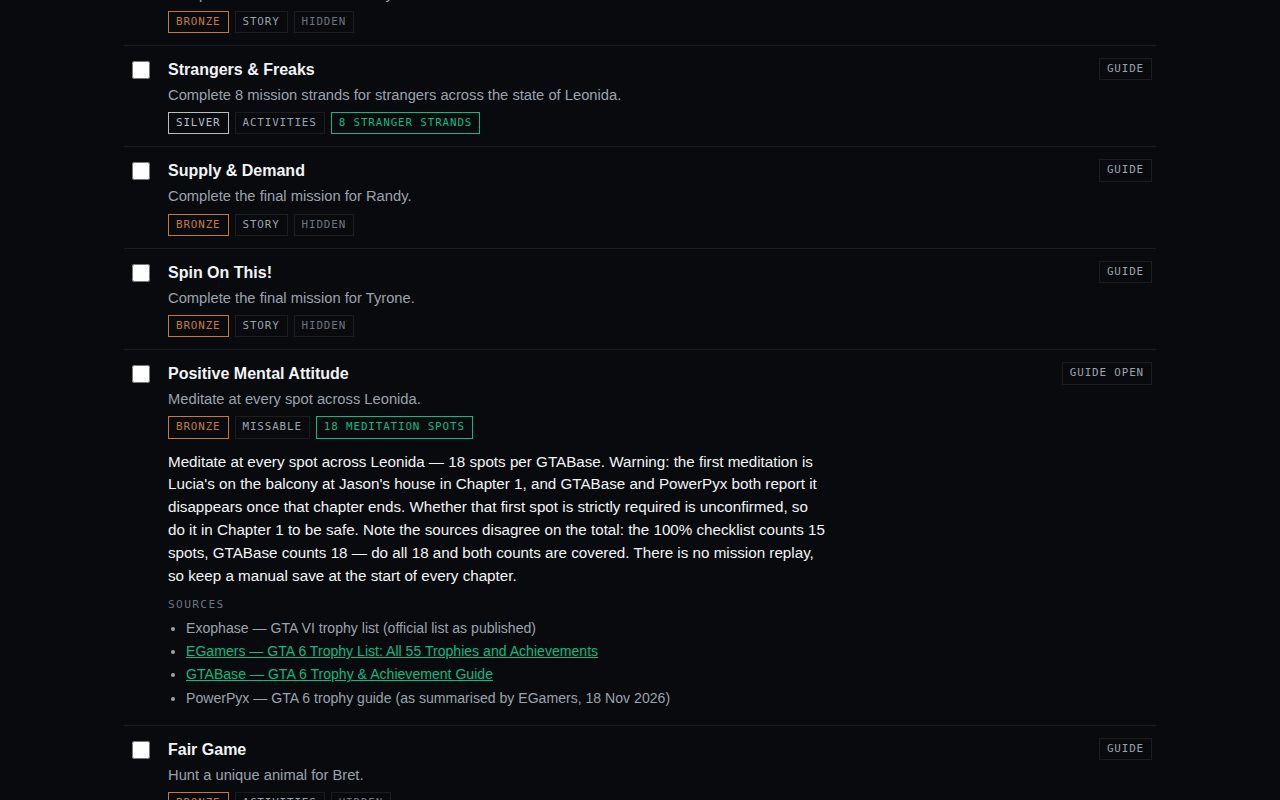 BRONZE STORY HIDDEN
Strangers & Freaks GUIDE
Complete 8 mission strands for strangers across the state of Leonida.
SILVER ACTIVITIES 8 STRANGER STRANDS
Supply & Demand GUIDE
Complete the final mission for Randy.
BRONZE STORY HIDDEN
Spin On This! GUIDE
Complete the final mission for Tyrone.
BRONZE STORY HIDDEN
Positive Mental Attitude GUIDE OPEN
Meditate at every spot across Leonida.
BRONZE MISSABLE 18 MEDITATION SPOTS
Meditate at every spot across Leonida — 18 spots per GTABase. Warning: the first meditation is
Lucia's on the balcony at Jason's house in Chapter 1, and GTABase and PowerPyx both report it
disappears once that chapter ends. Whether that first spot is strictly required is unconfirmed, so
do it in Chapter 1 to be safe. Note the sources disagree on the total: the 100% checklist counts 15
spots, GTABase counts 18 — do all 18 and both counts are covered. There is no mission replay,
so keep a manual save at the start of every chapter.
SOURCES
• Exophase — GTA VI trophy list (official list as published)
• EGamers — GTA 6 Trophy List: All 55 Trophies and Achievements
• GTABase — GTA 6 Trophy & Achievement Guide
• PowerPyx — GTA 6 trophy guide (as summarised by EGamers, 18 Nov 2026)
Fair Game GUIDE
Hunt a unique animal for Bret.
BRONZE ACTIVITIES HIDDEN